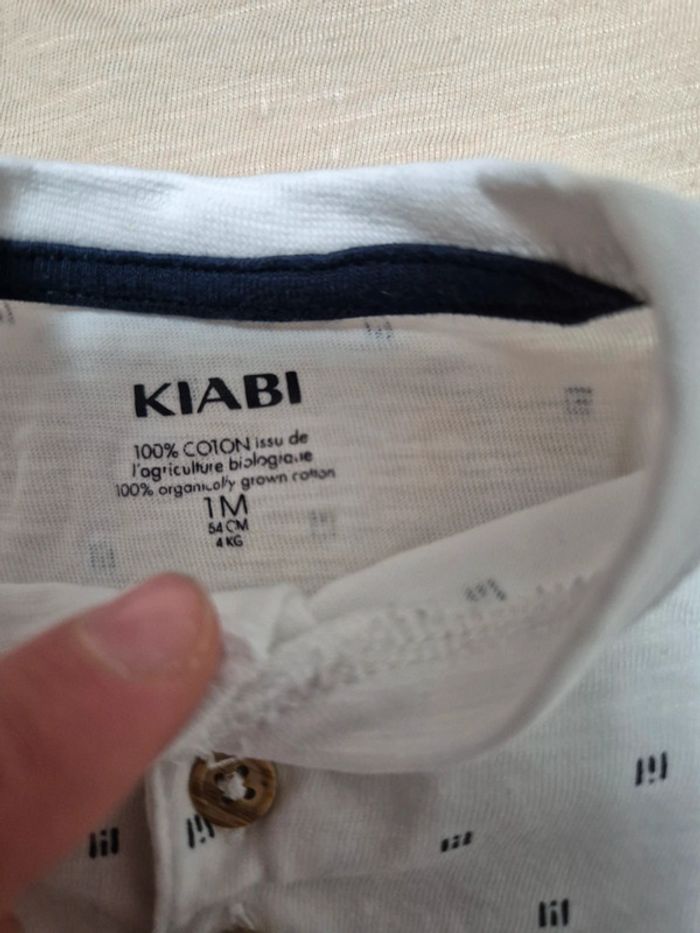 KIABI
100% COTON issu de
l'agriculture biologique
100% organically grown cotton
1M
54 CM
4 KG